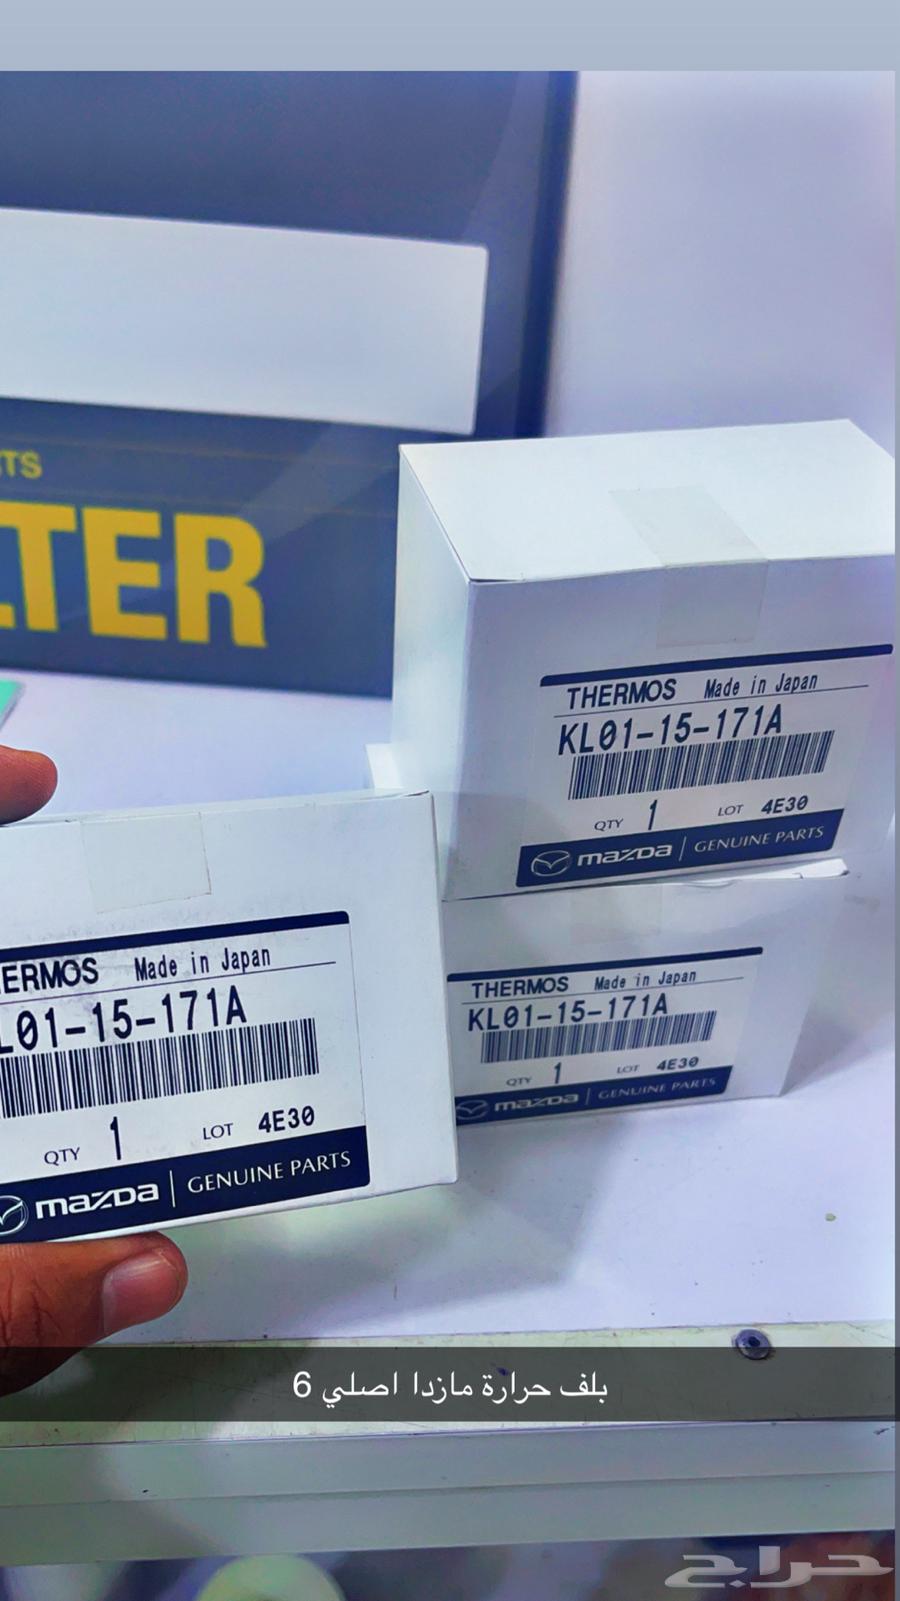 TS
LTER
THERMOS Made in Japan
KL01-15-171A
QTY 1 LOT 4E30
mazda GENUINE PARTS
ERMOS Made in Japan
L01-15-171A
QTY 1 LOT 4E30
mazda GENUINE PARTS
THERMOS Made in Japan
KL01-15-171A
QTY 1 LOT 4E30
mazda GENUINE PARTS
بلف حرارة مازدا اصلي 6
حراج